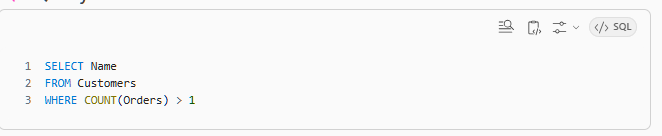 </> SQL
1 SELECT Name
2 FROM Customers
3 WHERE COUNT(Orders) > 1